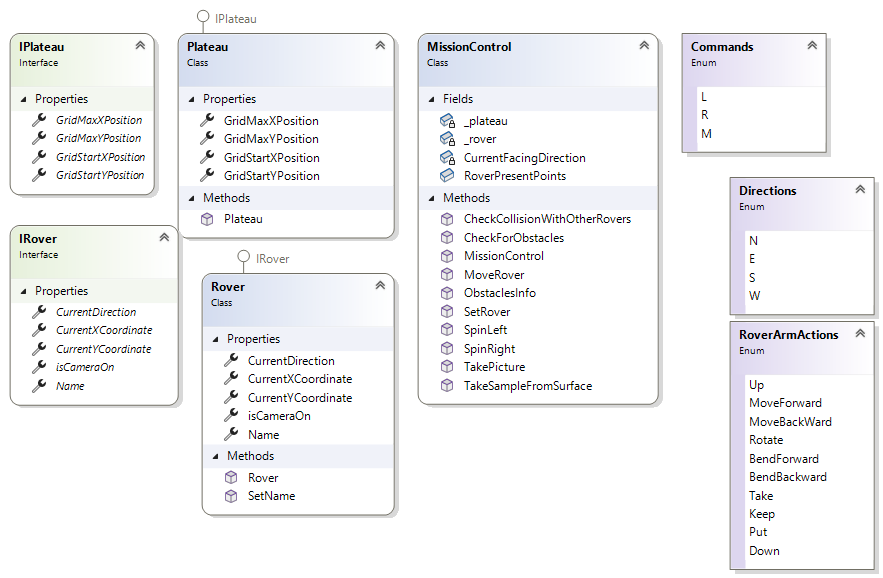 IPlateau
IPlateau
Interface
Properties
GridMaxXPosition
GridMaxYPosition
GridStartXPosition
GridStartYPosition
Plateau
Class
Properties
GridMaxXPosition
GridMaxYPosition
GridStartXPosition
GridStartYPosition
Methods
Plateau
MissionControl
Class
Fields
_plateau
_rover
CurrentFacingDirection
RoverPresentPoints
Methods
CheckCollisionWithOtherRovers
CheckForObstacles
MissionControl
MoveRover
ObstaclesInfo
SetRover
SpinLeft
SpinRight
TakePicture
TakeSampleFromSurface
Commands
Enum
L
R
M
Directions
Enum
N
E
S
W
IRover
Interface
Properties
CurrentDirection
CurrentXCoordinate
CurrentYCoordinate
isCameraOn
Name
IRover
Rover
Class
Properties
CurrentDirection
CurrentXCoordinate
CurrentYCoordinate
isCameraOn
Name
Methods
Rover
SetName
RoverArmActions
Enum
Up
MoveForward
MoveBackWard
Rotate
BendForward
BendBackward
Take
Keep
Put
Down